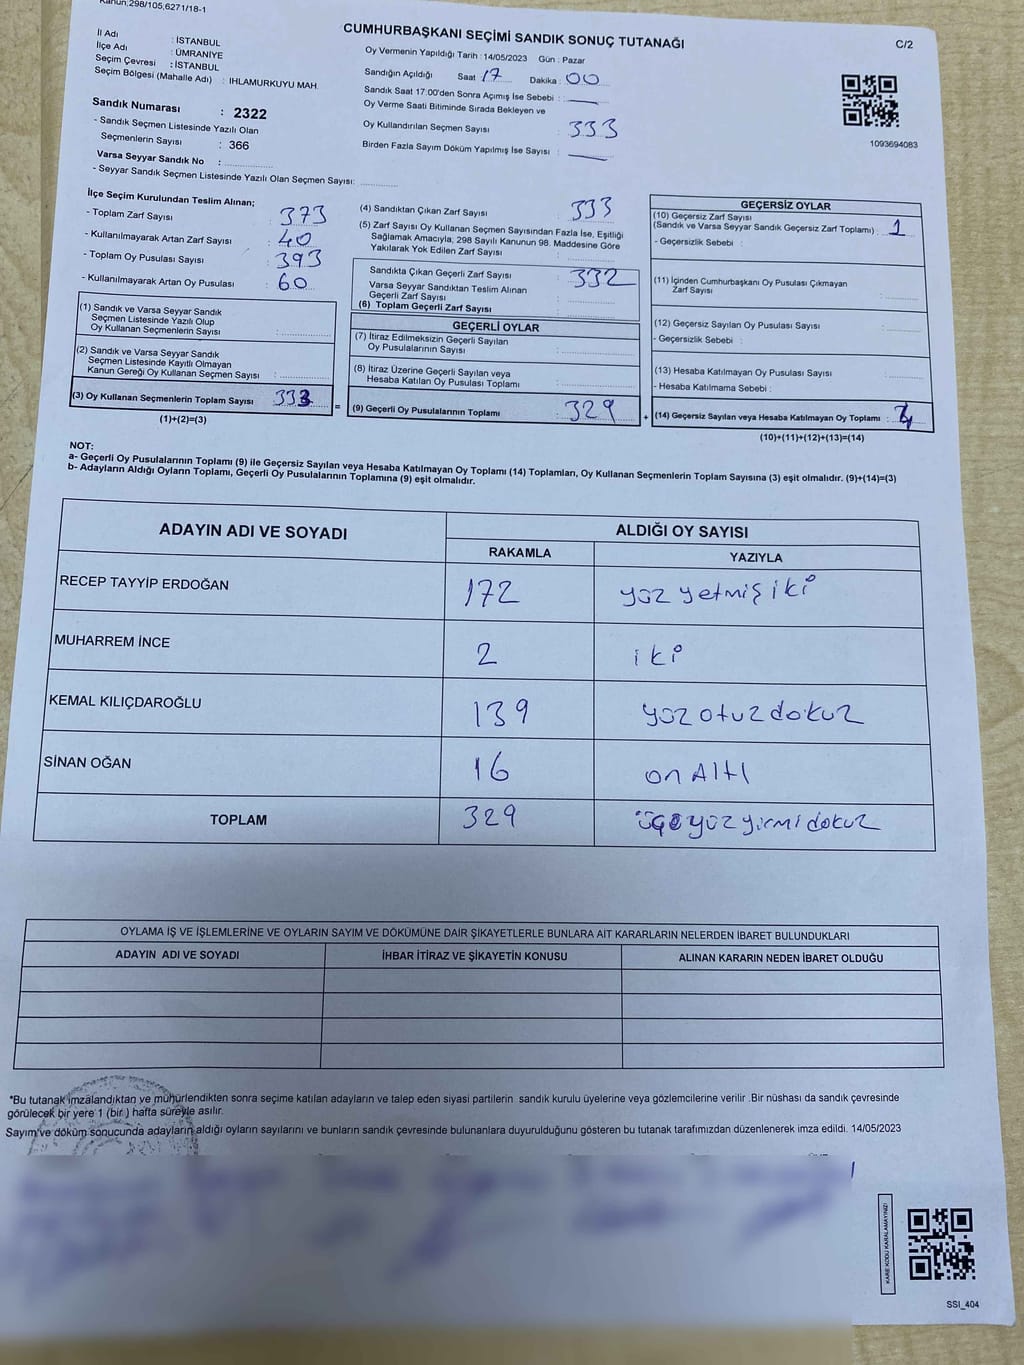 Kanun;298/105,6271/18-1
CUMHURBAŞKANI SEÇİMİ SANDIK SONUÇ TUTANAĞI
C/2
İl Adı : İSTANBUL
İlçe Adı : ÜMRANİYE
Seçim Çevresi : İSTANBUL
Seçim Bölgesi (Mahalle Adı) : IHLAMURKUYU MAH.
Oy Vermenin Yapıldığı Tarih : 14/05/2023 Gün : Pazar
Sandığın Açıldığı Saat 17 Dakika : 00
Sandık Saat 17:00'den Sonra Açımış İse Sebebi :
Oy Verme Saati Bitiminde Sırada Bekleyen ve
Oy Kullandırılan Seçmen Sayısı : 333
Birden Fazla Sayım Döküm Yapılmış İse Sayısı :
1093694083
Sandık Numarası : 2322
- Sandık Seçmen Listesinde Yazılı Olan
Seçmenlerin Sayısı : 366
Varsa Seyyar Sandık No :
- Seyyar Sandık Seçmen Listesinde Yazılı Olan Seçmen Sayısı:
İlçe Seçim Kurulundan Teslim Alınan;
- Toplam Zarf Sayısı : 373
- Kullanılmayarak Artan Zarf Sayısı : 40
- Toplam Oy Pusulası Sayısı : 393
- Kullanılmayarak Artan Oy Pusulası : 60
(1) Sandık ve Varsa Seyyar Sandık
Seçmen Listesinde Yazılı Olup
Oy Kullanan Seçmenlerin Sayısı :
(2) Sandık ve Varsa Seyyar Sandık
Seçmen Listesinde Kayıtlı Olmayan
Kanun Gereği Oy Kullanan Seçmen Sayısı :
(3) Oy Kullanan Seçmenlerin Toplam Sayısı : 333
(1)+(2)=(3)
(4) Sandıktan Çıkan Zarf Sayısı : 333
(5) Zarf Sayısı Oy Kullanan Seçmen Sayısından Fazla İse, Eşitliği
Sağlamak Amacıyla, 298 Sayılı Kanunun 98. Maddesine Göre
Yakılarak Yok Edilen Zarf Sayısı :
Sandıkta Çıkan Geçerli Zarf Sayısı : 332
Varsa Seyyar Sandıktan Teslim Alınan
Geçerli Zarf Sayısı :
(6) Toplam Geçerli Zarf Sayısı :
GEÇERLİ OYLAR
(7) İtiraz Edilmeksizin Geçerli Sayılan
Oy Pusulalarının Sayısı :
(8) İtiraz Üzerine Geçerli Sayılan veya
Hesaba Katılan Oy Pusulası Toplamı :
= (9) Geçerli Oy Pusulalarının Toplamı : 329
GEÇERSİZ OYLAR
(10) Geçersiz Zarf Sayısı
(Sandık ve Varsa Seyyar Sandık Geçersiz Zarf Toplamı) : 1
- Geçersizlik Sebebi :
(11) İçinden Cumhurbaşkanı Oy Pusulası Çıkmayan
Zarf Sayısı :
(12) Geçersiz Sayılan Oy Pusulası Sayısı :
- Geçersizlik Sebebi :
(13) Hesaba Katılmayan Oy Pusulası Sayısı :
- Hesaba Katılmama Sebebi :
+ (14) Geçersiz Sayılan veya Hesaba Katılmayan Oy Toplamı : 4
(10)+(11)+(12)+(13)=(14)
NOT:
a- Geçerli Oy Pusulalarının Toplamı (9) ile Geçersiz Sayılan veya Hesaba Katılmayan Oy Toplamı (14) Toplamları, Oy Kullanan Seçmenlerin Toplam Sayısına (3) eşit olmalıdır. (9)+(14)=(3)
b- Adayların Aldığı Oyların Toplamı, Geçerli Oy Pusulalarının Toplamına (9) eşit olmalıdır.
ADAYIN ADI VE SOYADI
ALDIĞI OY SAYISI
RAKAMLA YAZIYLA
RECEP TAYYİP ERDOĞAN 172 yüz yetmiş iki
MUHARREM İNCE 2 iki
KEMAL KILIÇDAROĞLU 139 yüz otuz dokuz
SİNAN OĞAN 16 on Altı
TOPLAM 329 üçyüz yirmi dokuz
OYLAMA İŞ VE İŞLEMLERİNE VE OYLARIN SAYIM VE DÖKÜMÜNE DAİR ŞİKAYETLERLE BUNLARA AİT KARARLARIN NELERDEN İBARET BULUNDUKLARI
ADAYIN ADI VE SOYADI İHBAR İTİRAZ VE ŞİKAYETİN KONUSU ALINAN KARARIN NEDEN İBARET OLDUĞU
*Bu tutanak imzalandıktan ve mühürlendikten sonra seçime katılan adayların ve talep eden siyasi partilerin sandık kurulu üyelerine veya gözlemcilerine verilir .Bir nüshası da sandık çevresinde
görülecek bir yere 1 (bir ) hafta süreyle asılır.
Sayım ve döküm sonucunda adayların aldığı oyların sayılarını ve bunların sandık çevresinde bulunanlara duyurulduğunu gösteren bu tutanak tarafımızdan düzenlenerek imza edildi. 14/05/2023
KARE KODU KARALAMAYINIZ!
SSI_404